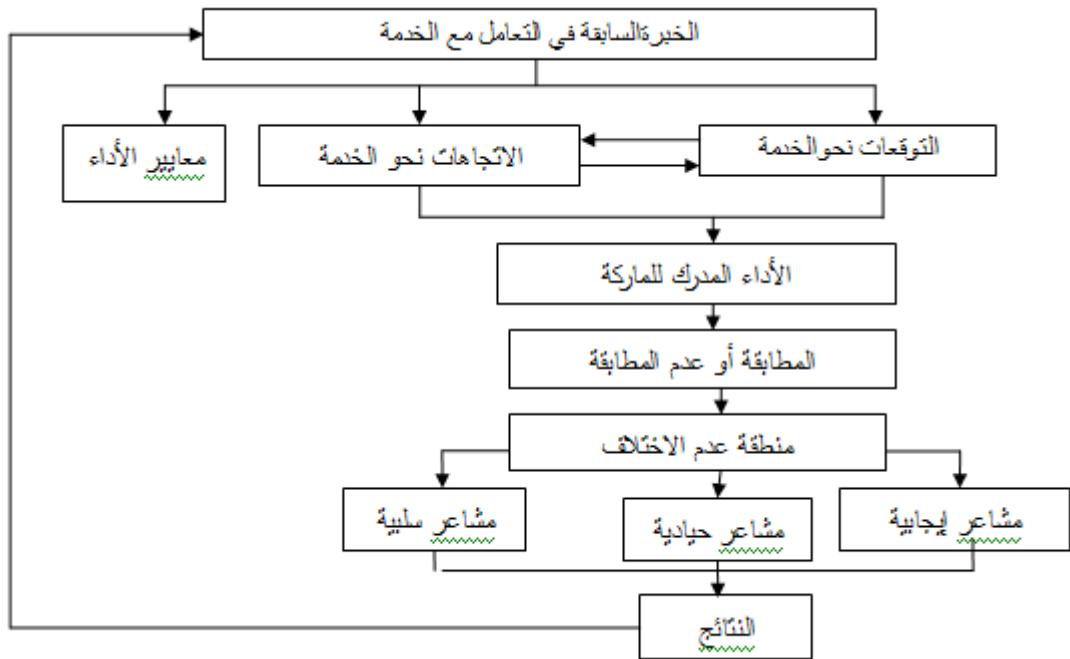 الخبرةالسابقة في التعامل مع الخدمة
التوقعات نحوالخدمة
الاتجاهات نحو الخدمة
معايير الأداء
الأداء المدرك للماركة
المطابقة أو عدم المطابقة
منطقة عدم الاختلاف
مشاعر إيجابية
مشاعر حيادية
مشاعر سلبية
النتائج